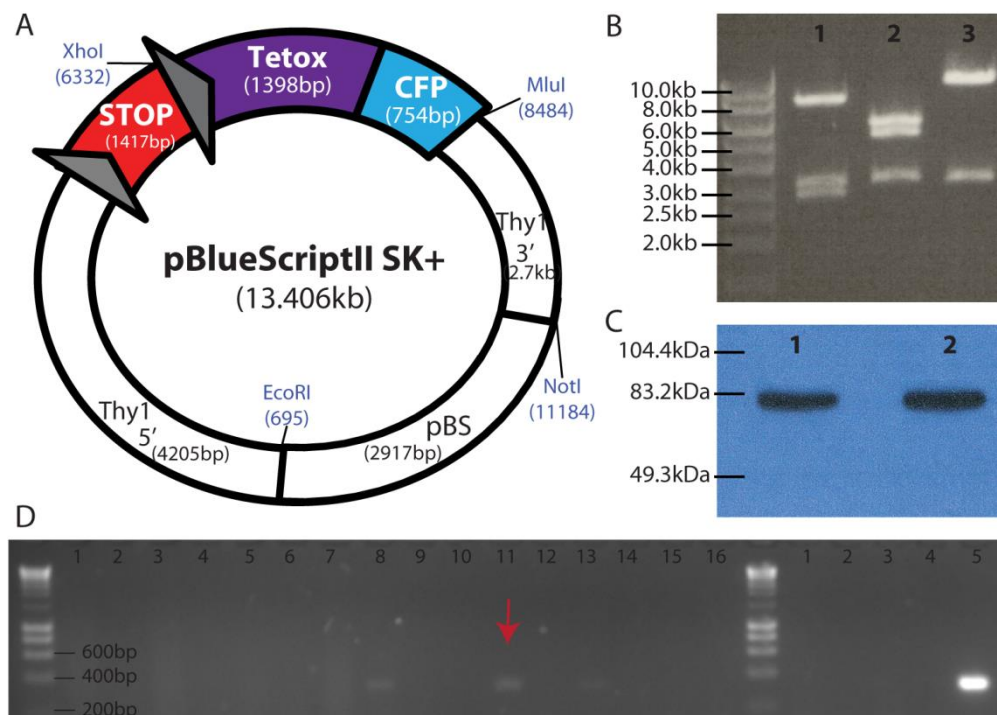 A
XhoI
(6332)
STOP
(1417bp)
Tetox
(1398bp)
CFP
(754bp)
MluI
(8484)
Thy1
3'
2.7kb
pBlueScriptII SK+
(13.406kb)
NotI
(11184)
EcoRI
(695)
Thy1
5'
(4205bp)
pBS
(2917bp)
B
1 2 3
10.0kb
8.0kb
6.0kb
5.0kb
4.0kb
3.0kb
2.5kb
2.0kb
C
1 2
104.4kDa
83.2kDa
49.3kDa
D
1 2 3 4 5 6 7 8 9 10 11 12 13 14 15 16 1 2 3 4 5
600bp
400bp
200bp